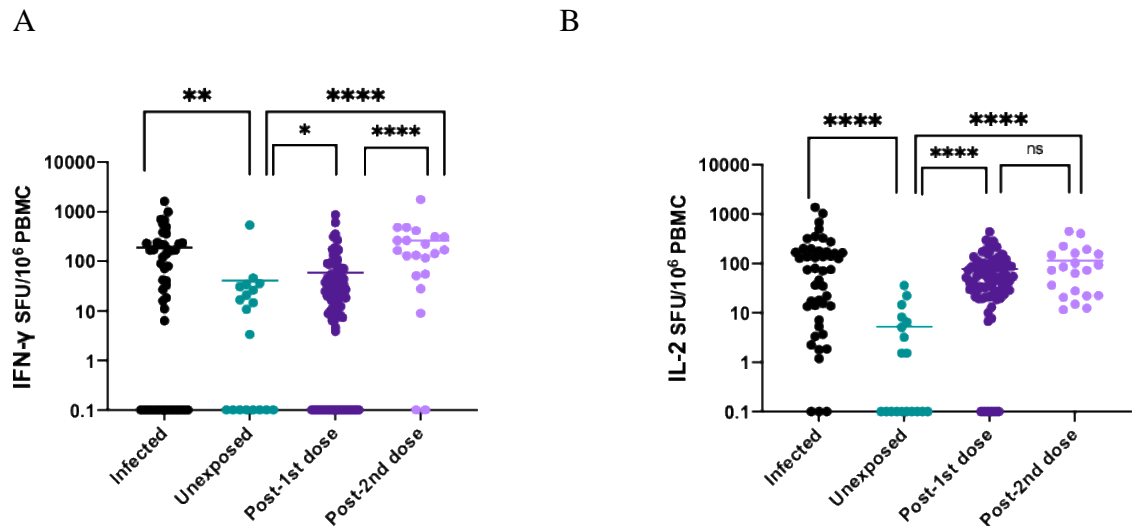 A
B
** ****
* ****
**** ****
**** ns
10000
1000
100
10
1
0.1
IFN-γ SFU/10⁶ PBMC
Infected
Unexposed
Post-1st dose
Post-2nd dose
10000
1000
100
10
1
0.1
IL-2 SFU/10⁶ PBMC
Infected
Unexposed
Post-1st dose
Post-2nd dose